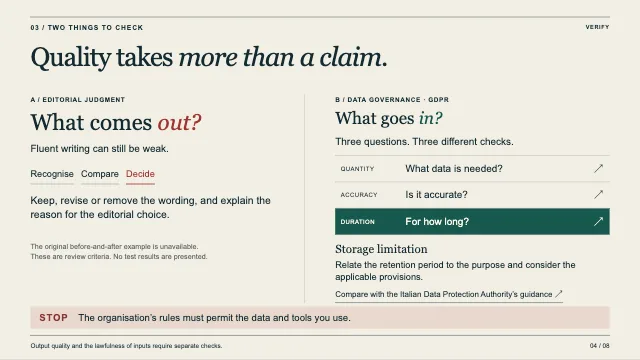 03 / TWO THINGS TO CHECK
VERIFY
Quality takes more than a claim.
A / EDITORIAL JUDGMENT
What comes out?
Fluent writing can still be weak.
Recognise Compare Decide
Keep, revise or remove the wording, and explain the
reason for the editorial choice.
The original before-and-after example is unavailable.
These are review criteria. No test results are presented.
B / DATA GOVERNANCE · GDPR
What goes in?
Three questions. Three different checks.
QUANTITY What data is needed? ↗
ACCURACY Is it accurate? ↗
DURATION For how long? ↗
Storage limitation
Relate the retention period to the purpose and consider the
applicable provisions.
Compare with the Italian Data Protection Authority's guidance ↗
STOP The organisation's rules must permit the data and tools you use.
Output quality and the lawfulness of inputs require separate checks.
04 / 08